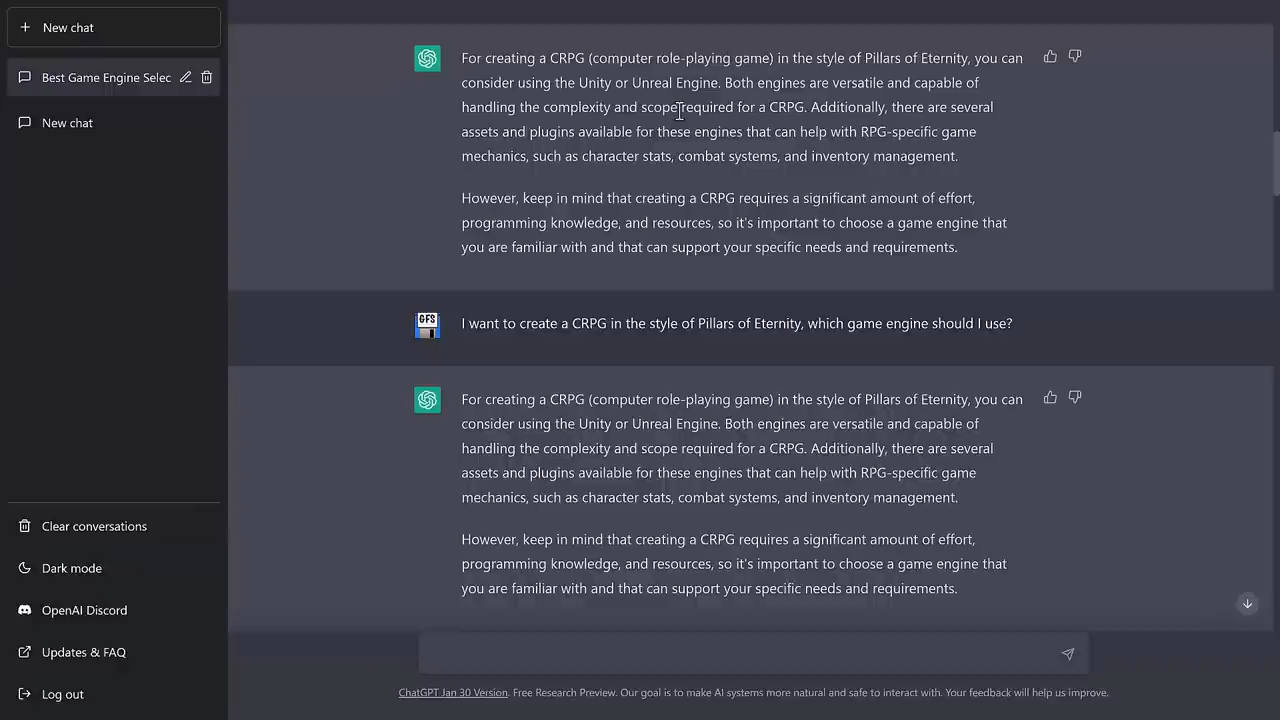 New chat
Best Game Engine Selec
New chat
Clear conversations
Dark mode
OpenAI Discord
Updates & FAQ
Log out
For creating a CRPG (computer role-playing game) in the style of Pillars of Eternity, you can
consider using the Unity or Unreal Engine. Both engines are versatile and capable of
handling the complexity and scope required for a CRPG. Additionally, there are several
assets and plugins available for these engines that can help with RPG-specific game
mechanics, such as character stats, combat systems, and inventory management.
However, keep in mind that creating a CRPG requires a significant amount of effort,
programming knowledge, and resources, so it's important to choose a game engine that
you are familiar with and that can support your specific needs and requirements.
GFS
I want to create a CRPG in the style of Pillars of Eternity, which game engine should I use?
For creating a CRPG (computer role-playing game) in the style of Pillars of Eternity, you can
consider using the Unity or Unreal Engine. Both engines are versatile and capable of
handling the complexity and scope required for a CRPG. Additionally, there are several
assets and plugins available for these engines that can help with RPG-specific game
mechanics, such as character stats, combat systems, and inventory management.
However, keep in mind that creating a CRPG requires a significant amount of effort,
programming knowledge, and resources, so it's important to choose a game engine that
you are familiar with and that can support your specific needs and requirements.
ChatGPT Jan 30 Version. Free Research Preview. Our goal is to make AI systems more natural and safe to interact with. Your feedback will help us improve.